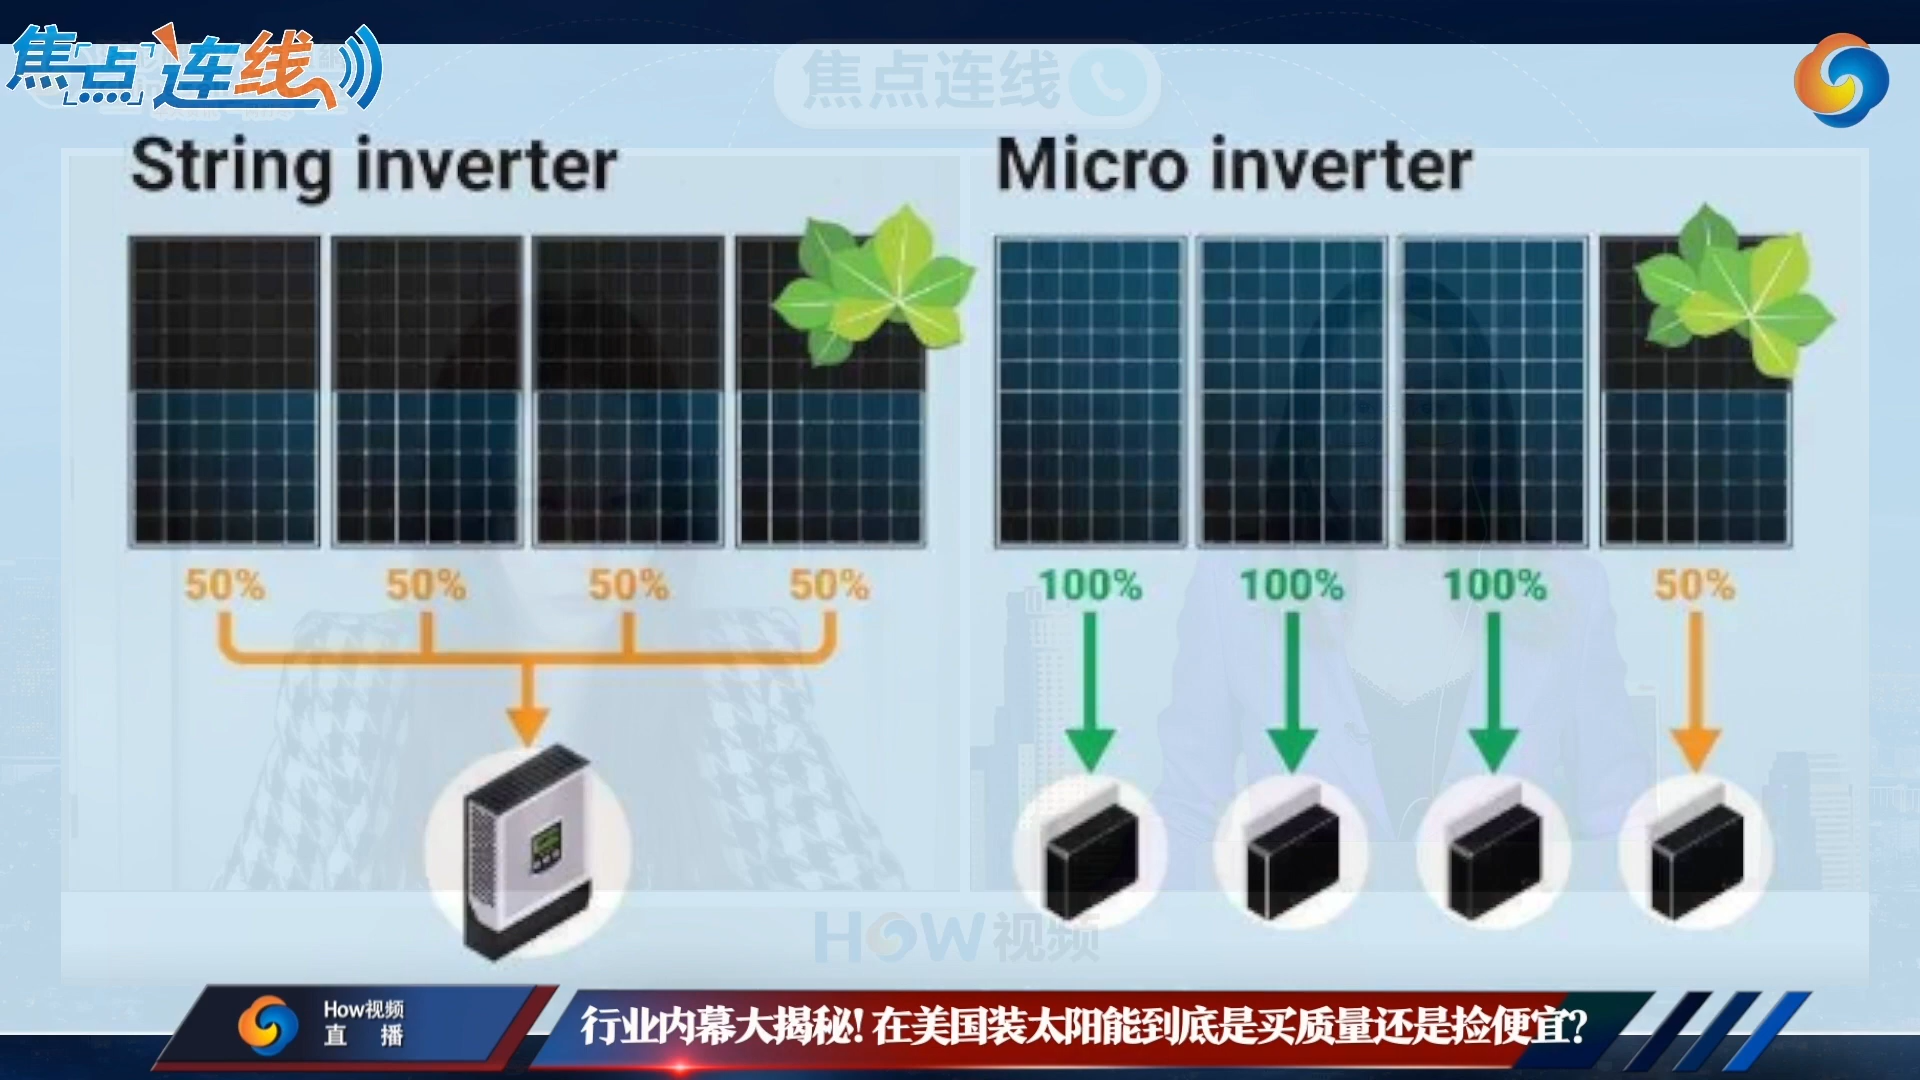 焦点连线
焦点连线
String inverter
Micro inverter
50% 50% 50% 50%
100% 100% 100% 50%
HOW视频
How视频
直播
行业内幕大揭秘!在美国装太阳能到底是买质量还是捡便宜?